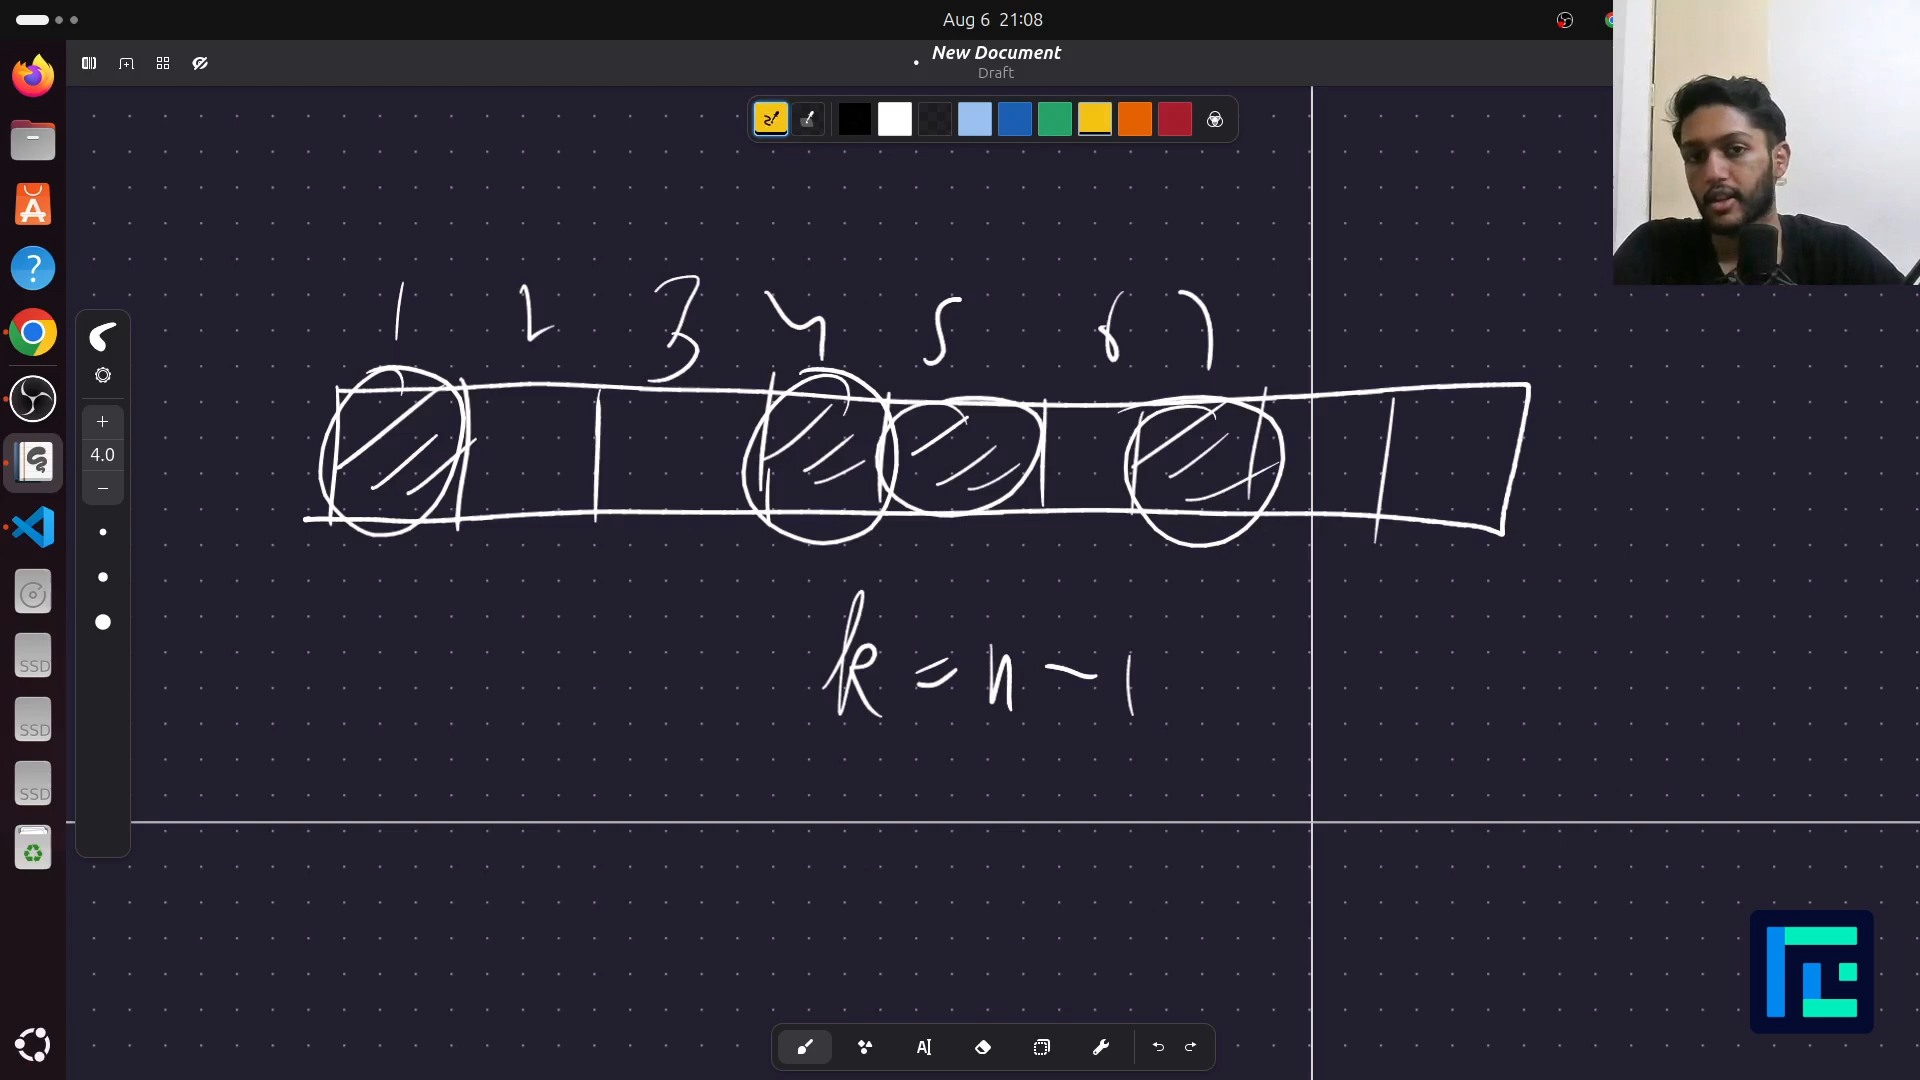 Aug 6 21:08
New Document
Draft
1 2 3 4 5 6 7
4.0
k = n - 1
SSD
SSD
SSD